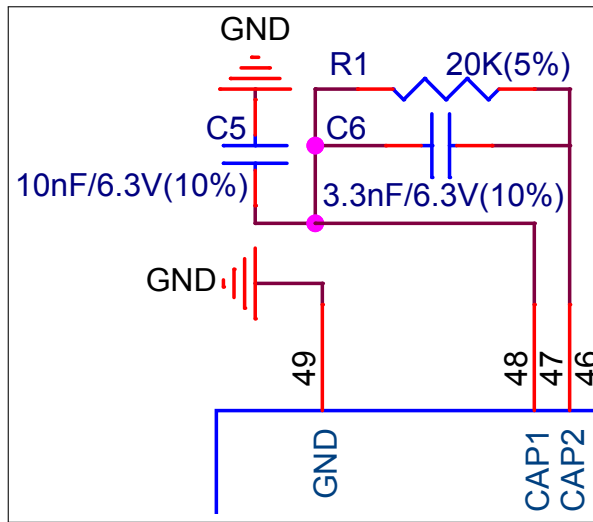 GND
R1 20K(5%)
C5 C6
10nF/6.3V(10%) 3.3nF/6.3V(10%)
GND
49 48 47 46
GND CAP1 CAP2